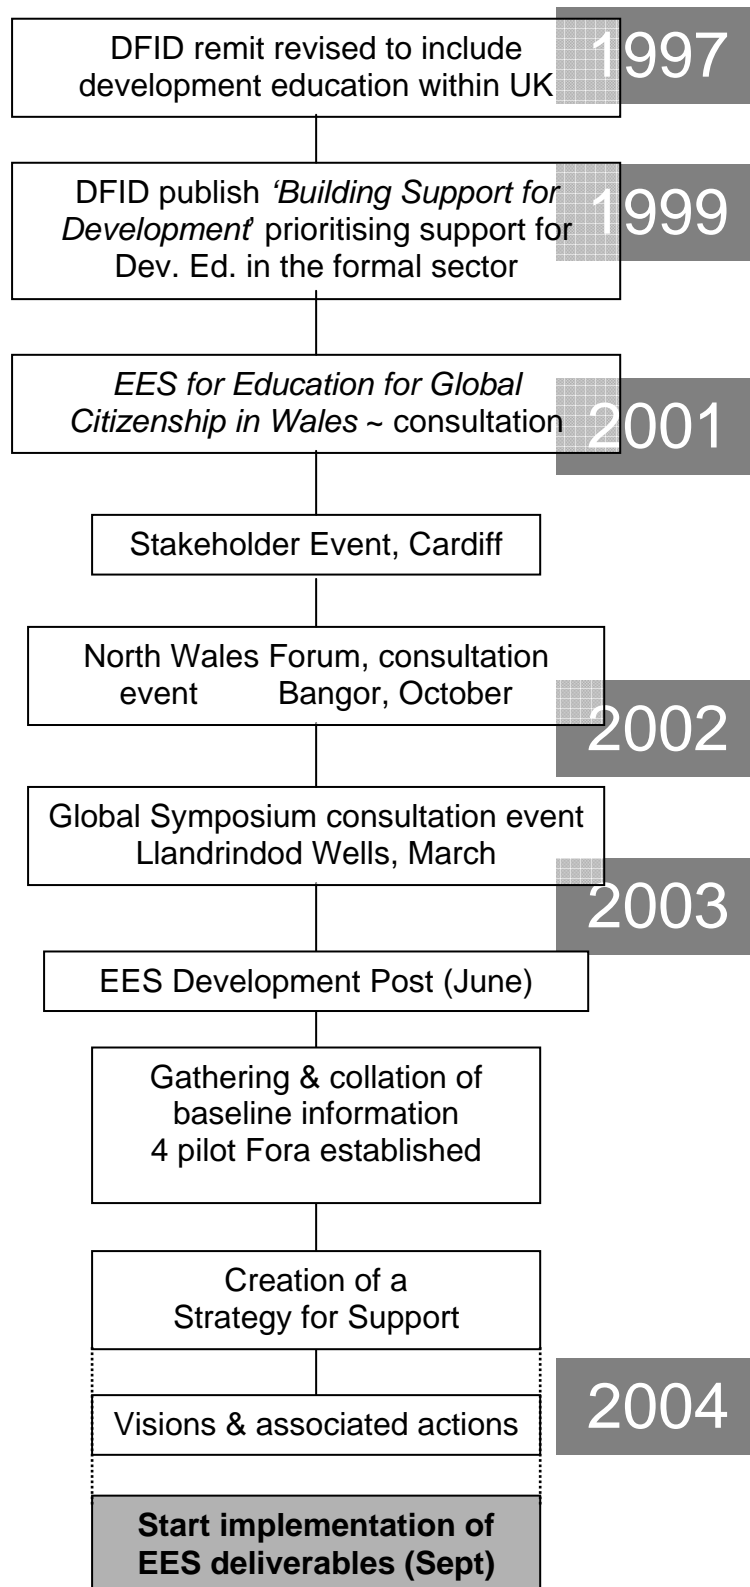 DFID remit revised to include
development education within UK
1997
DFID publish ‘Building Support for
Development’ prioritising support for
Dev. Ed. in the formal sector
1999
EES for Education for Global
Citizenship in Wales ~ consultation
2001
Stakeholder Event, Cardiff
North Wales Forum, consultation
event Bangor, October
2002
Global Symposium consultation event
Llandrindod Wells, March
2003
EES Development Post (June)
Gathering & collation of
baseline information
4 pilot Fora established
Creation of a
Strategy for Support
Visions & associated actions
2004
Start implementation of
EES deliverables (Sept)